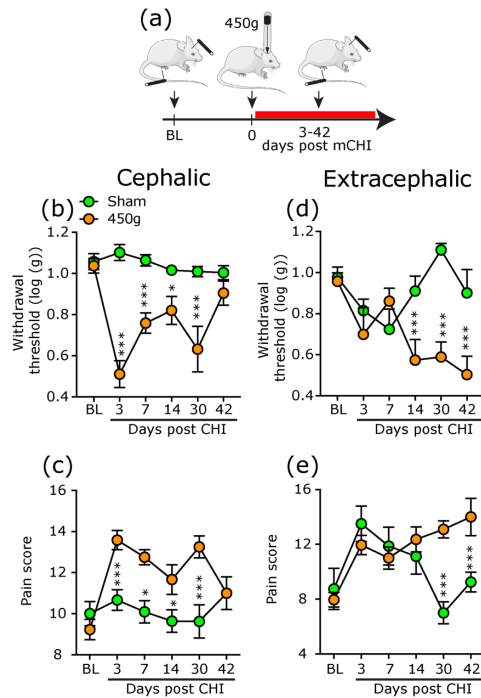 (a)
450g
BL
0
3-42
days post mCHI
Cephalic
Extracephalic
(b)
Sham
450g
(d)
Withdrawal
threshold (log (g))
1.2
1.0
0.8
0.6
0.4
***
***
*
***
BL 3 7 14 30 42
Days post CHI
Withdrawal
threshold (log (g))
1.2
1.0
0.8
0.6
0.4
***
***
***
BL 3 7 14 30 42
Days post CHI
(c)
Pain score
16
14
12
10
8
***
*
*
***
BL 3 7 14 30 42
Days post CHI
(e)
Pain score
16
12
8
4
***
***
BL 3 7 14 30 42
Days post CHI